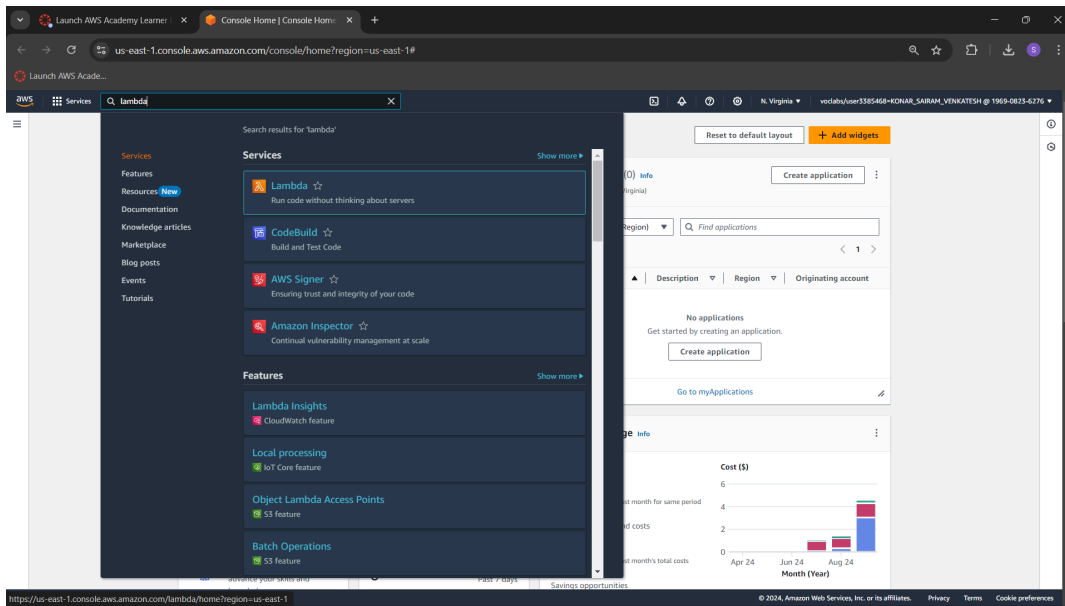 Launch AWS Academy Learner
Console Home | Console Home
us-east-1.console.aws.amazon.com/console/home?region=us-east-1#
S
Launch AWS Acade...
aws
Services
lambda
N. Virginia
voclabs/user3385468=KONAR_SAIRAM_VENKATESH @ 1969-0823-6276
Search results for 'lambda'
Services
Features
Resources New
Documentation
Knowledge articles
Marketplace
Blog posts
Events
Tutorials
Services
Show more
Lambda
Run code without thinking about servers
CodeBuild
Build and Test Code
AWS Signer
Ensuring trust and integrity of your code
Amazon Inspector
Continual vulnerability management at scale
Features
Show more
Lambda Insights
CloudWatch feature
Local processing
IoT Core feature
Object Lambda Access Points
S3 feature
Batch Operations
S3 feature
Reset to default layout
+ Add widgets
(0) Info
Create application
Region)
Find applications
1
Description
Region
Originating account
No applications
Get started by creating an application.
Create application
Go to myApplications
Info
Cost ($)
st month for same period
costs
st month's total costs
6
4
2
0
Apr 24
Jun 24
Aug 24
Month (Year)
advance your skills and
Past 7 days
Savings opportunities
https://us-east-1.console.aws.amazon.com/lambda/home?region=us-east-1
© 2024, Amazon Web Services, Inc. or its affiliates.
Privacy
Terms
Cookie preferences